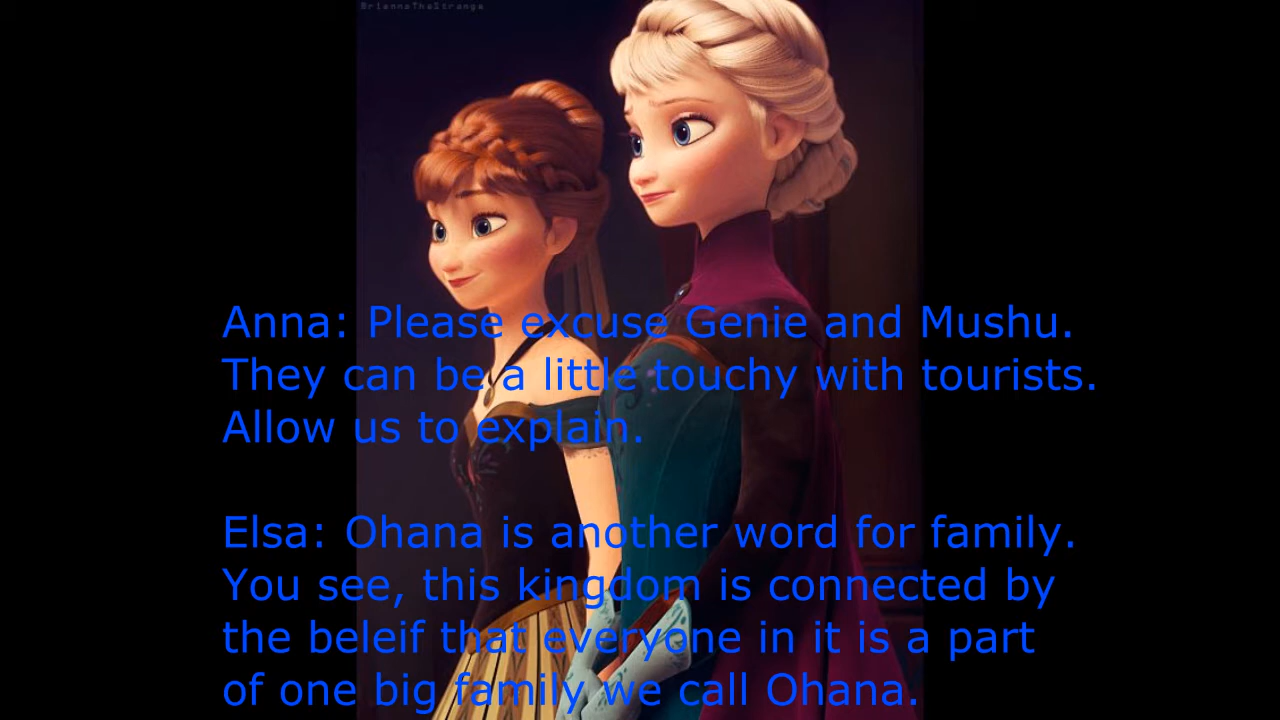 BriannaTheStrange
Anna: Please excuse Genie and Mushu.
They can be a little touchy with tourists.
Allow us to explain.
Elsa: Ohana is another word for family.
You see, this kingdom is connected by
the beleif that everyone in it is a part
of one big family we call Ohana.